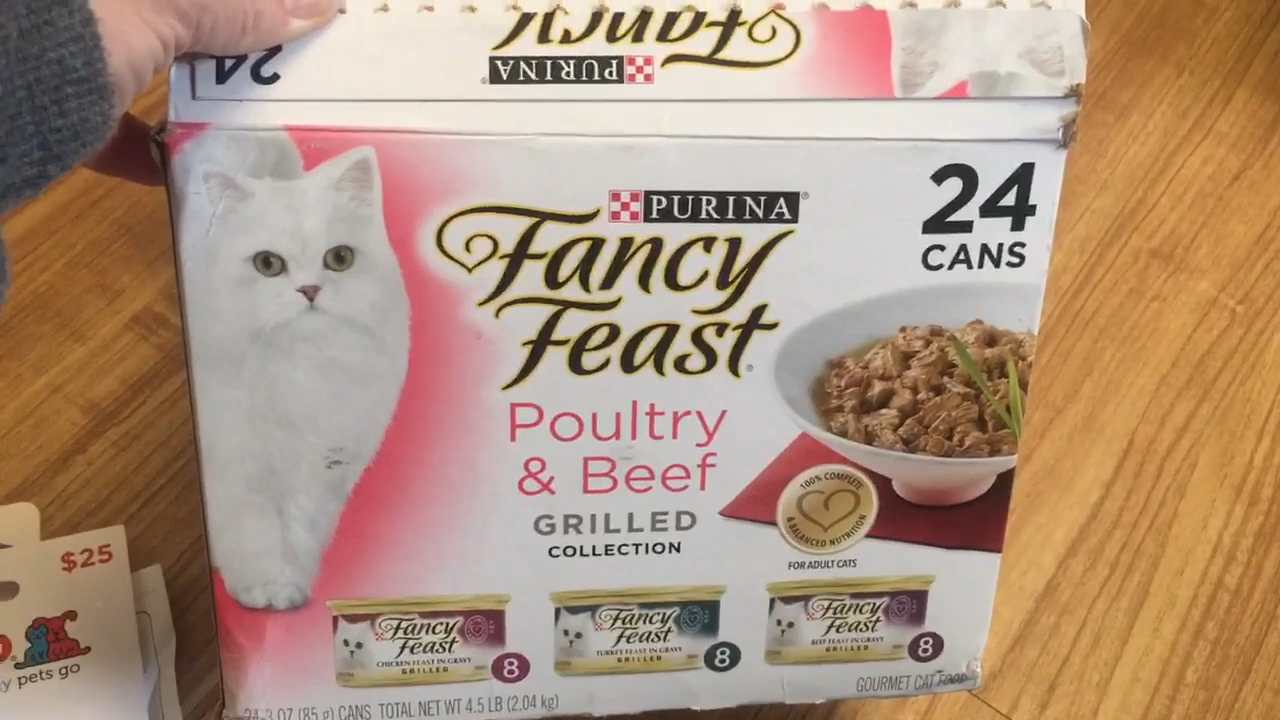 Fancy
PURINA®
24
PURINA®
Fancy
Feast®
24
CANS
Poultry
& Beef
GRILLED
COLLECTION
100% COMPLETE
& BALANCED NUTRITION
FOR ADULT CATS
Fancy
Feast
CHICKEN FEAST IN GRAVY
GRILLED
8
Fancy
Feast
TURKEY FEAST IN GRAVY
GRILLED
8
Fancy
Feast
BEEF FEAST IN GRAVY
GRILLED
8
24-3 OZ (85 g) CANS TOTAL NET WT 4.5 LB (2.04 kg)
GOURMET CAT FOOD
$25
pets go